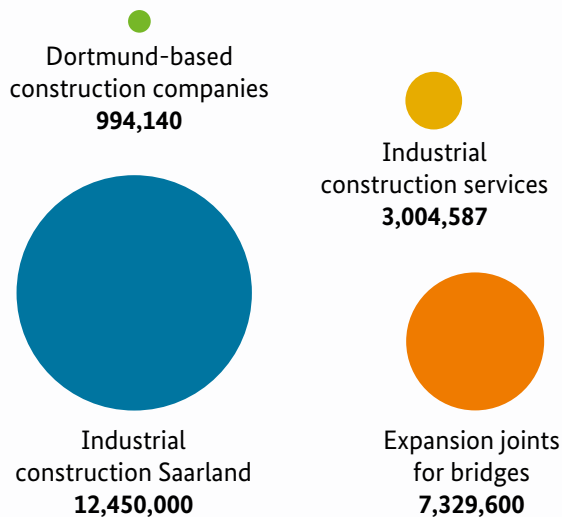 Dortmund-based
construction companies
994,140
Industrial
construction services
3,004,587
Industrial
construction Saarland
12,450,000
Expansion joints
for bridges
7,329,600